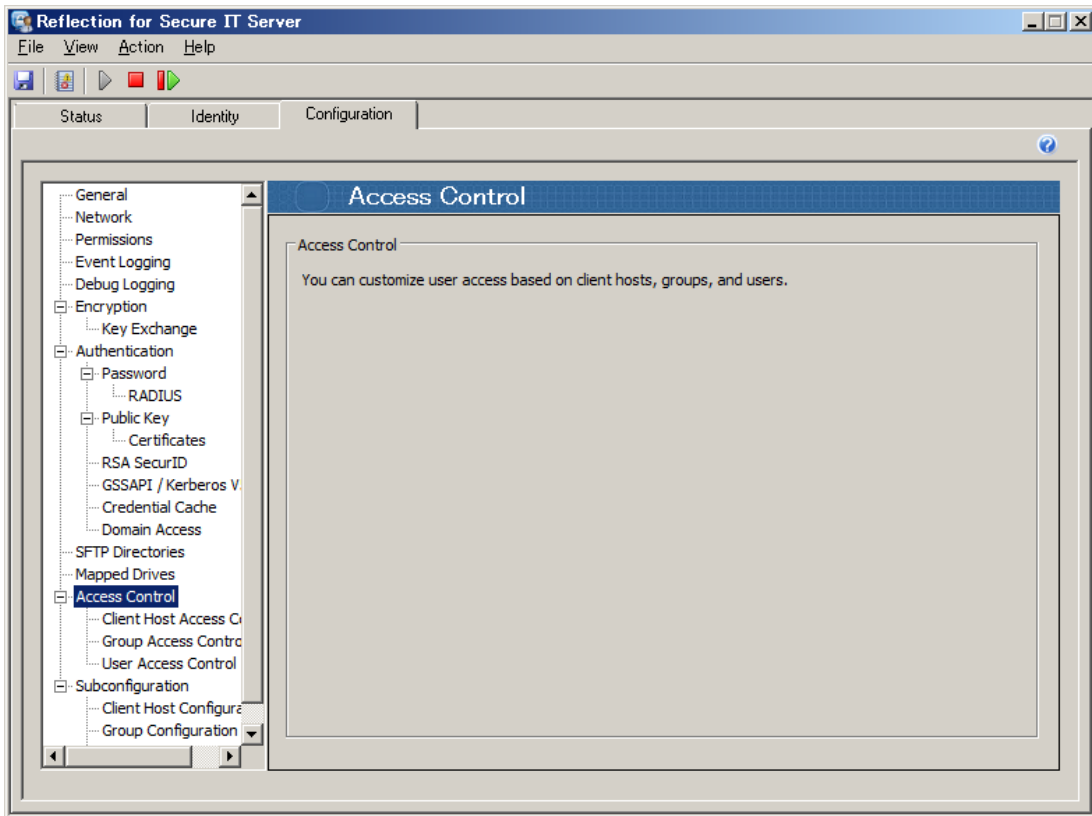 Reflection for Secure IT Server
File View Action Help
Status Identity Configuration
General
Network
Permissions
Event Logging
Debug Logging
Encryption
Key Exchange
Authentication
Password
RADIUS
Public Key
Certificates
RSA SecurID
GSSAPI / Kerberos V
Credential Cache
Domain Access
SFTP Directories
Mapped Drives
Access Control
Client Host Access C
Group Access Contro
User Access Control
Subconfiguration
Client Host Configura
Group Configuration
Access Control
Access Control
You can customize user access based on client hosts, groups, and users.